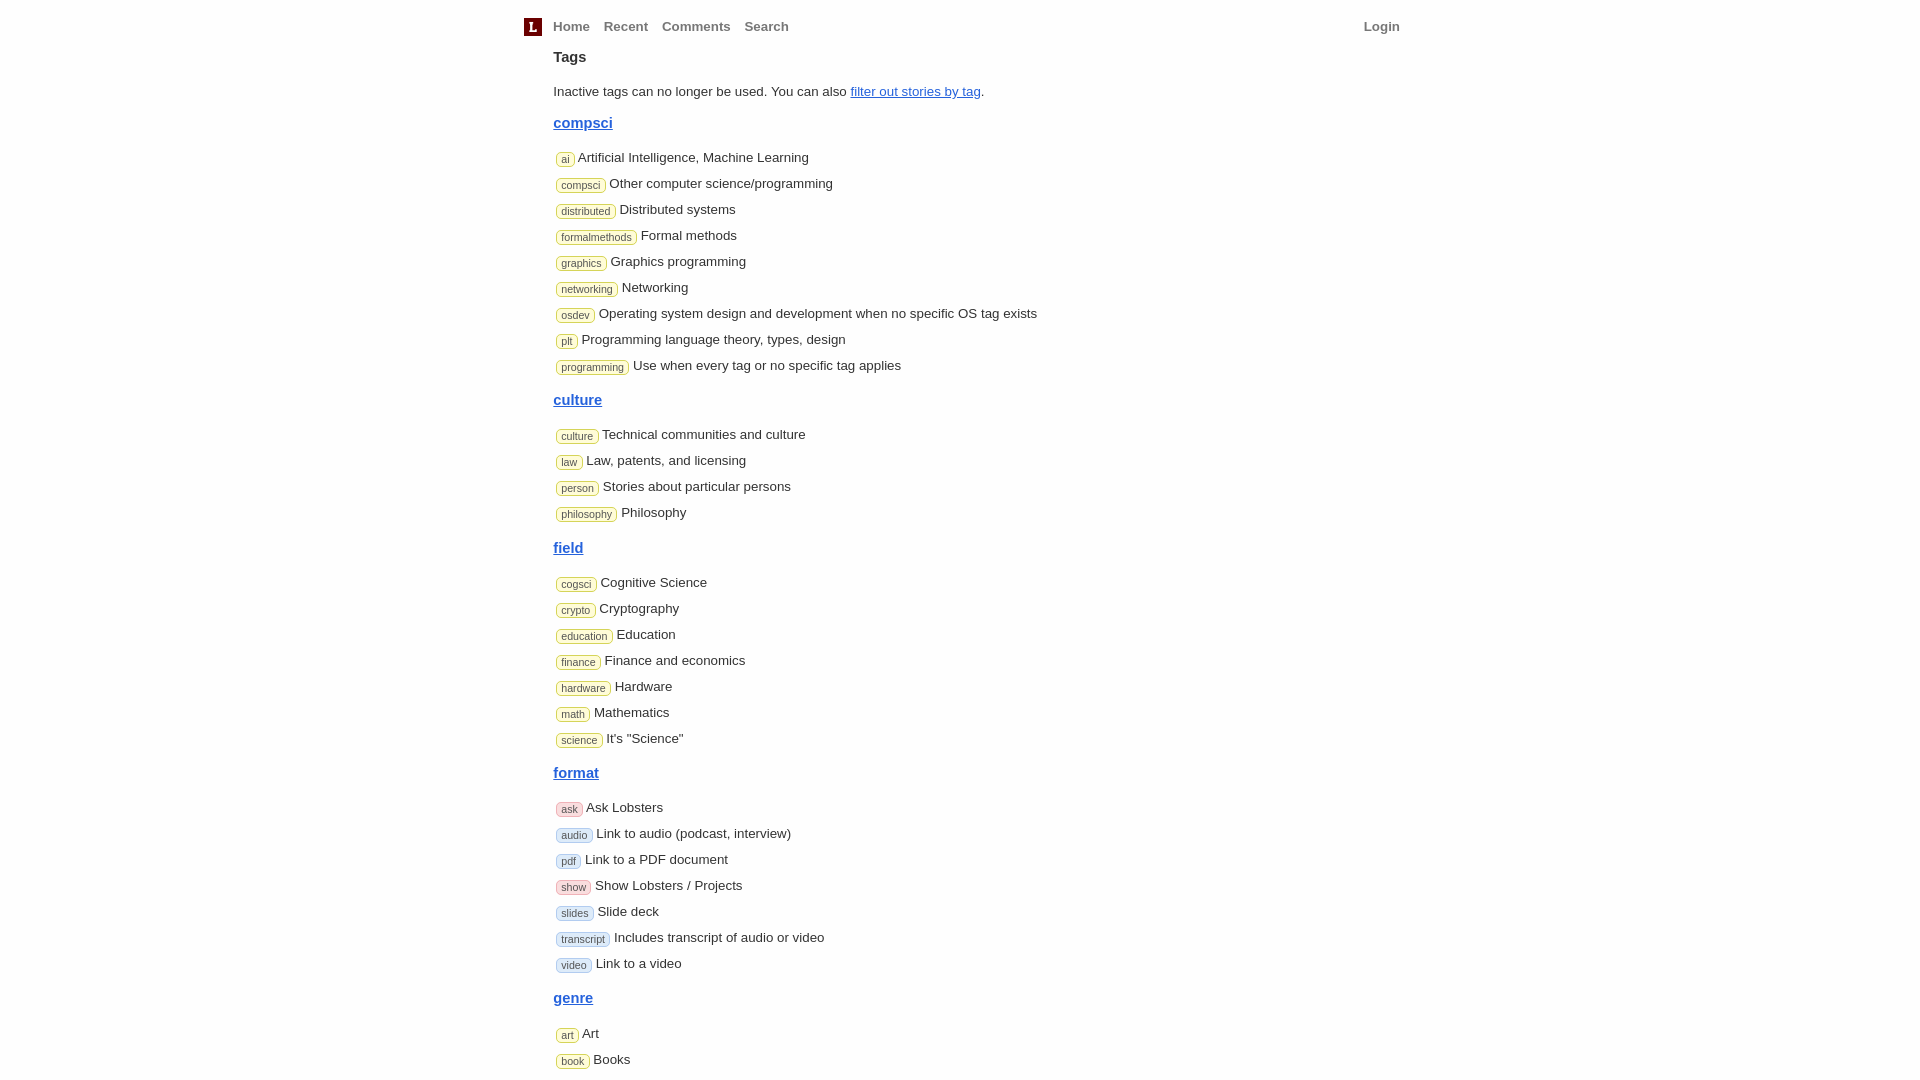 L Home Recent Comments Search Login
Tags
Inactive tags can no longer be used. You can also filter out stories by tag.
compsci
ai Artificial Intelligence, Machine Learning
compsci Other computer science/programming
distributed Distributed systems
formalmethods Formal methods
graphics Graphics programming
networking Networking
osdev Operating system design and development when no specific OS tag exists
plt Programming language theory, types, design
programming Use when every tag or no specific tag applies
culture
culture Technical communities and culture
law Law, patents, and licensing
person Stories about particular persons
philosophy Philosophy
field
cogsci Cognitive Science
crypto Cryptography
education Education
finance Finance and economics
hardware Hardware
math Mathematics
science It's "Science"
format
ask Ask Lobsters
audio Link to audio (podcast, interview)
pdf Link to a PDF document
show Show Lobsters / Projects
slides Slide deck
transcript Includes transcript of audio or video
video Link to a video
genre
art Art
book Books